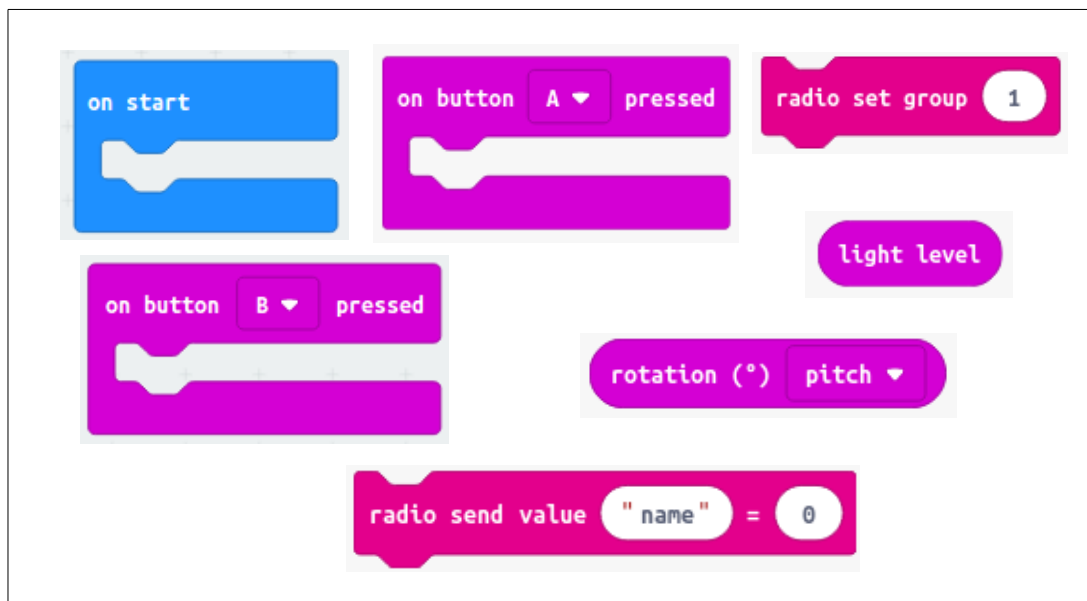 on start
on button A pressed
radio set group 1
light level
on button B pressed
rotation (°) pitch
radio send value "name" = 0